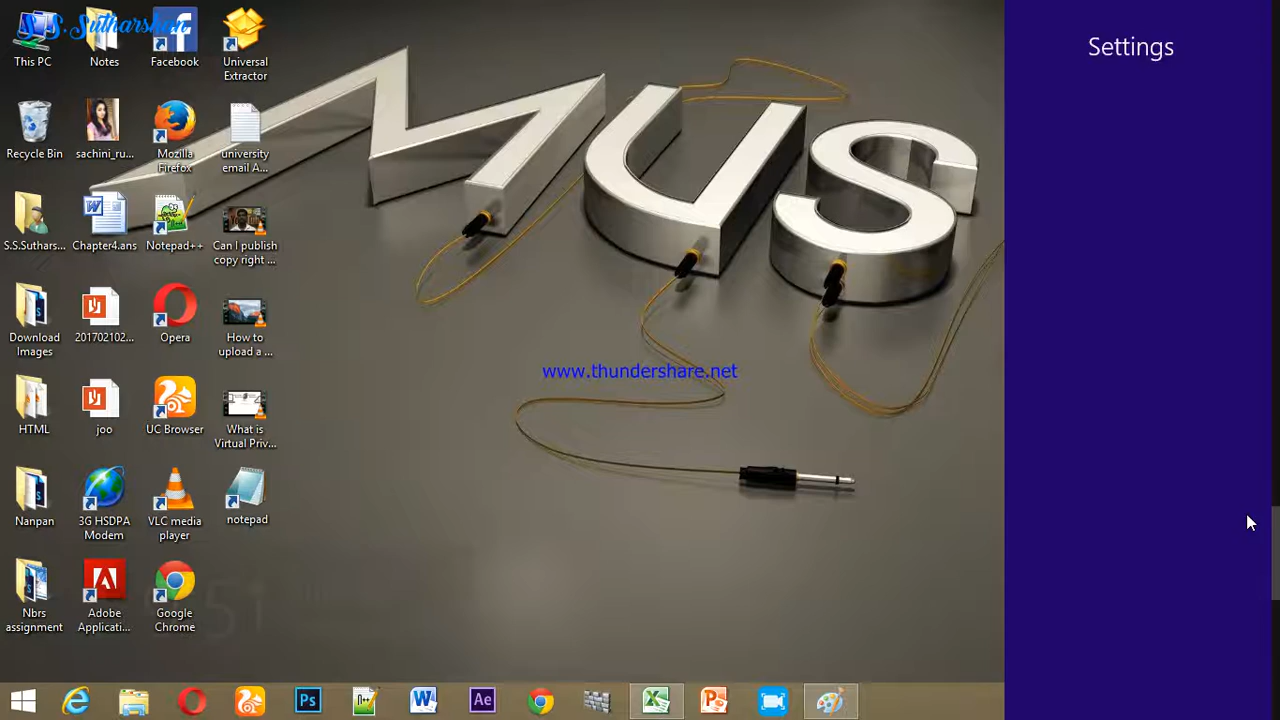 S.S.Sutharshan
Settings
This PC
Notes
Facebook
Universal
Extractor
Recycle Bin
sachini_ru...
Mozilla
Firefox
university
email A...
S.S.Suthars...
Chapter4.ans
Notepad++
Can I publish
copy right ...
Download
Images
201702102...
Opera
How to
upload a ...
HTML
joo
UC Browser
What is
Virtual Priv...
Nanpan
3G HSDPA
Modem
VLC media
player
notepad
Nbrs
assignment
Adobe
Applicati...
Google
Chrome
MUS
www.thundershare.net
51